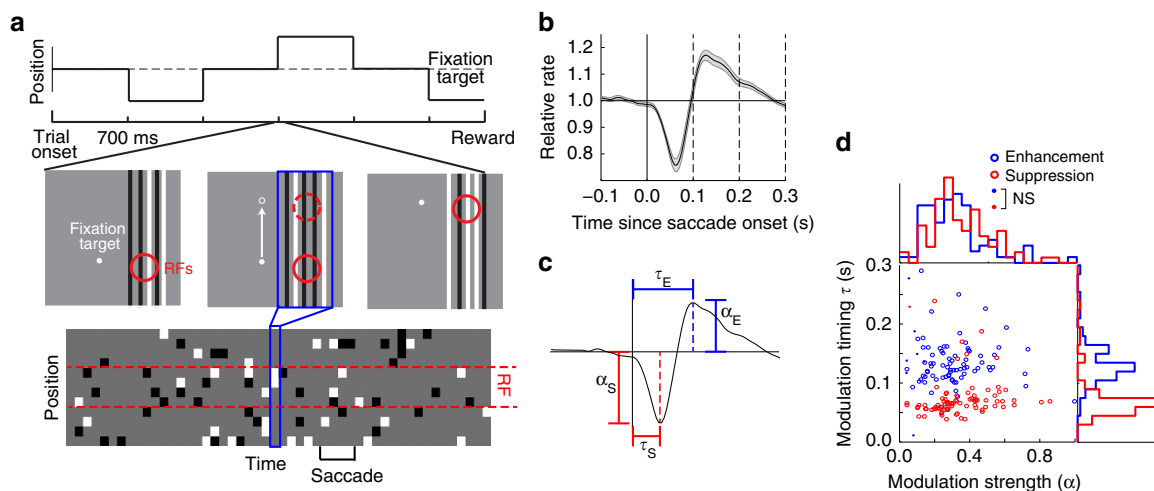 a
Position
Fixation
target
Trial
onset
700 ms
Reward
Fixation
target
RFs
Position
RF
Time
Saccade
b
Relative rate
1.2
1.1
1.0
0.9
0.8
–0.1 0.0 0.1 0.2 0.3
Time since saccade onset (s)
c
τE
αE
αS
τS
d
Enhancement
Suppression
NS
Modulation timing τ (s)
0.3
0.2
0.1
0.0
0 0.4 0.8
Modulation strength (α)